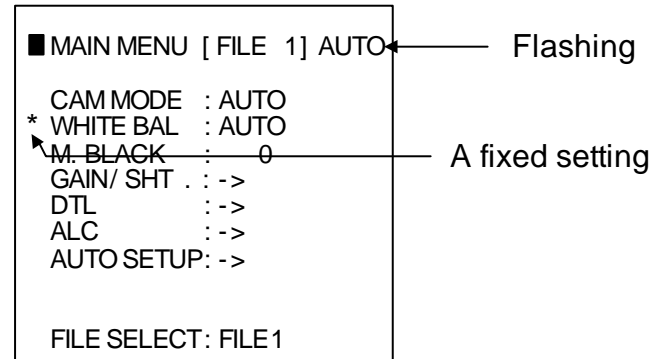 ■ MAIN MENU [ FILE 1] AUTO
Flashing
CAM MODE : AUTO
* WHITE BAL : AUTO
M. BLACK : 0
A fixed setting
GAIN/ SHT . : ->
DTL : ->
ALC : ->
AUTO SETUP: ->
FILE SELECT: FILE1